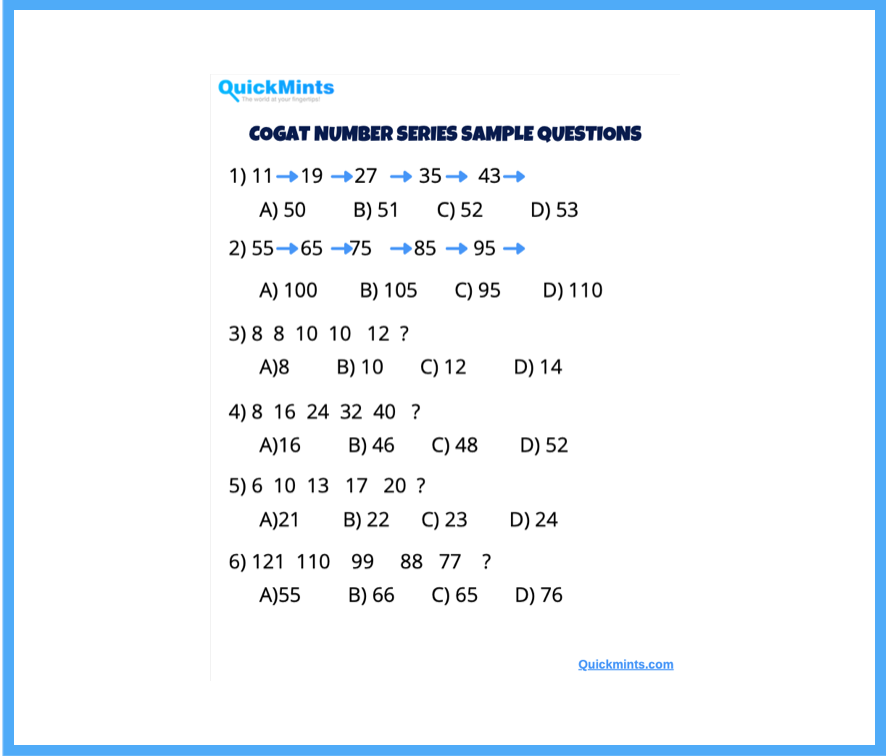 QuickMints
The world at your fingertips!
COGAT NUMBER SERIES SAMPLE QUESTIONS
1) 11 → 19 → 27 → 35 → 43 →
A) 50 B) 51 C) 52 D) 53
2) 55 → 65 → 75 → 85 → 95 →
A) 100 B) 105 C) 95 D) 110
3) 8 8 10 10 12 ?
A)8 B) 10 C) 12 D) 14
4) 8 16 24 32 40 ?
A)16 B) 46 C) 48 D) 52
5) 6 10 13 17 20 ?
A)21 B) 22 C) 23 D) 24
6) 121 110 99 88 77 ?
A)55 B) 66 C) 65 D) 76
Quickmints.com